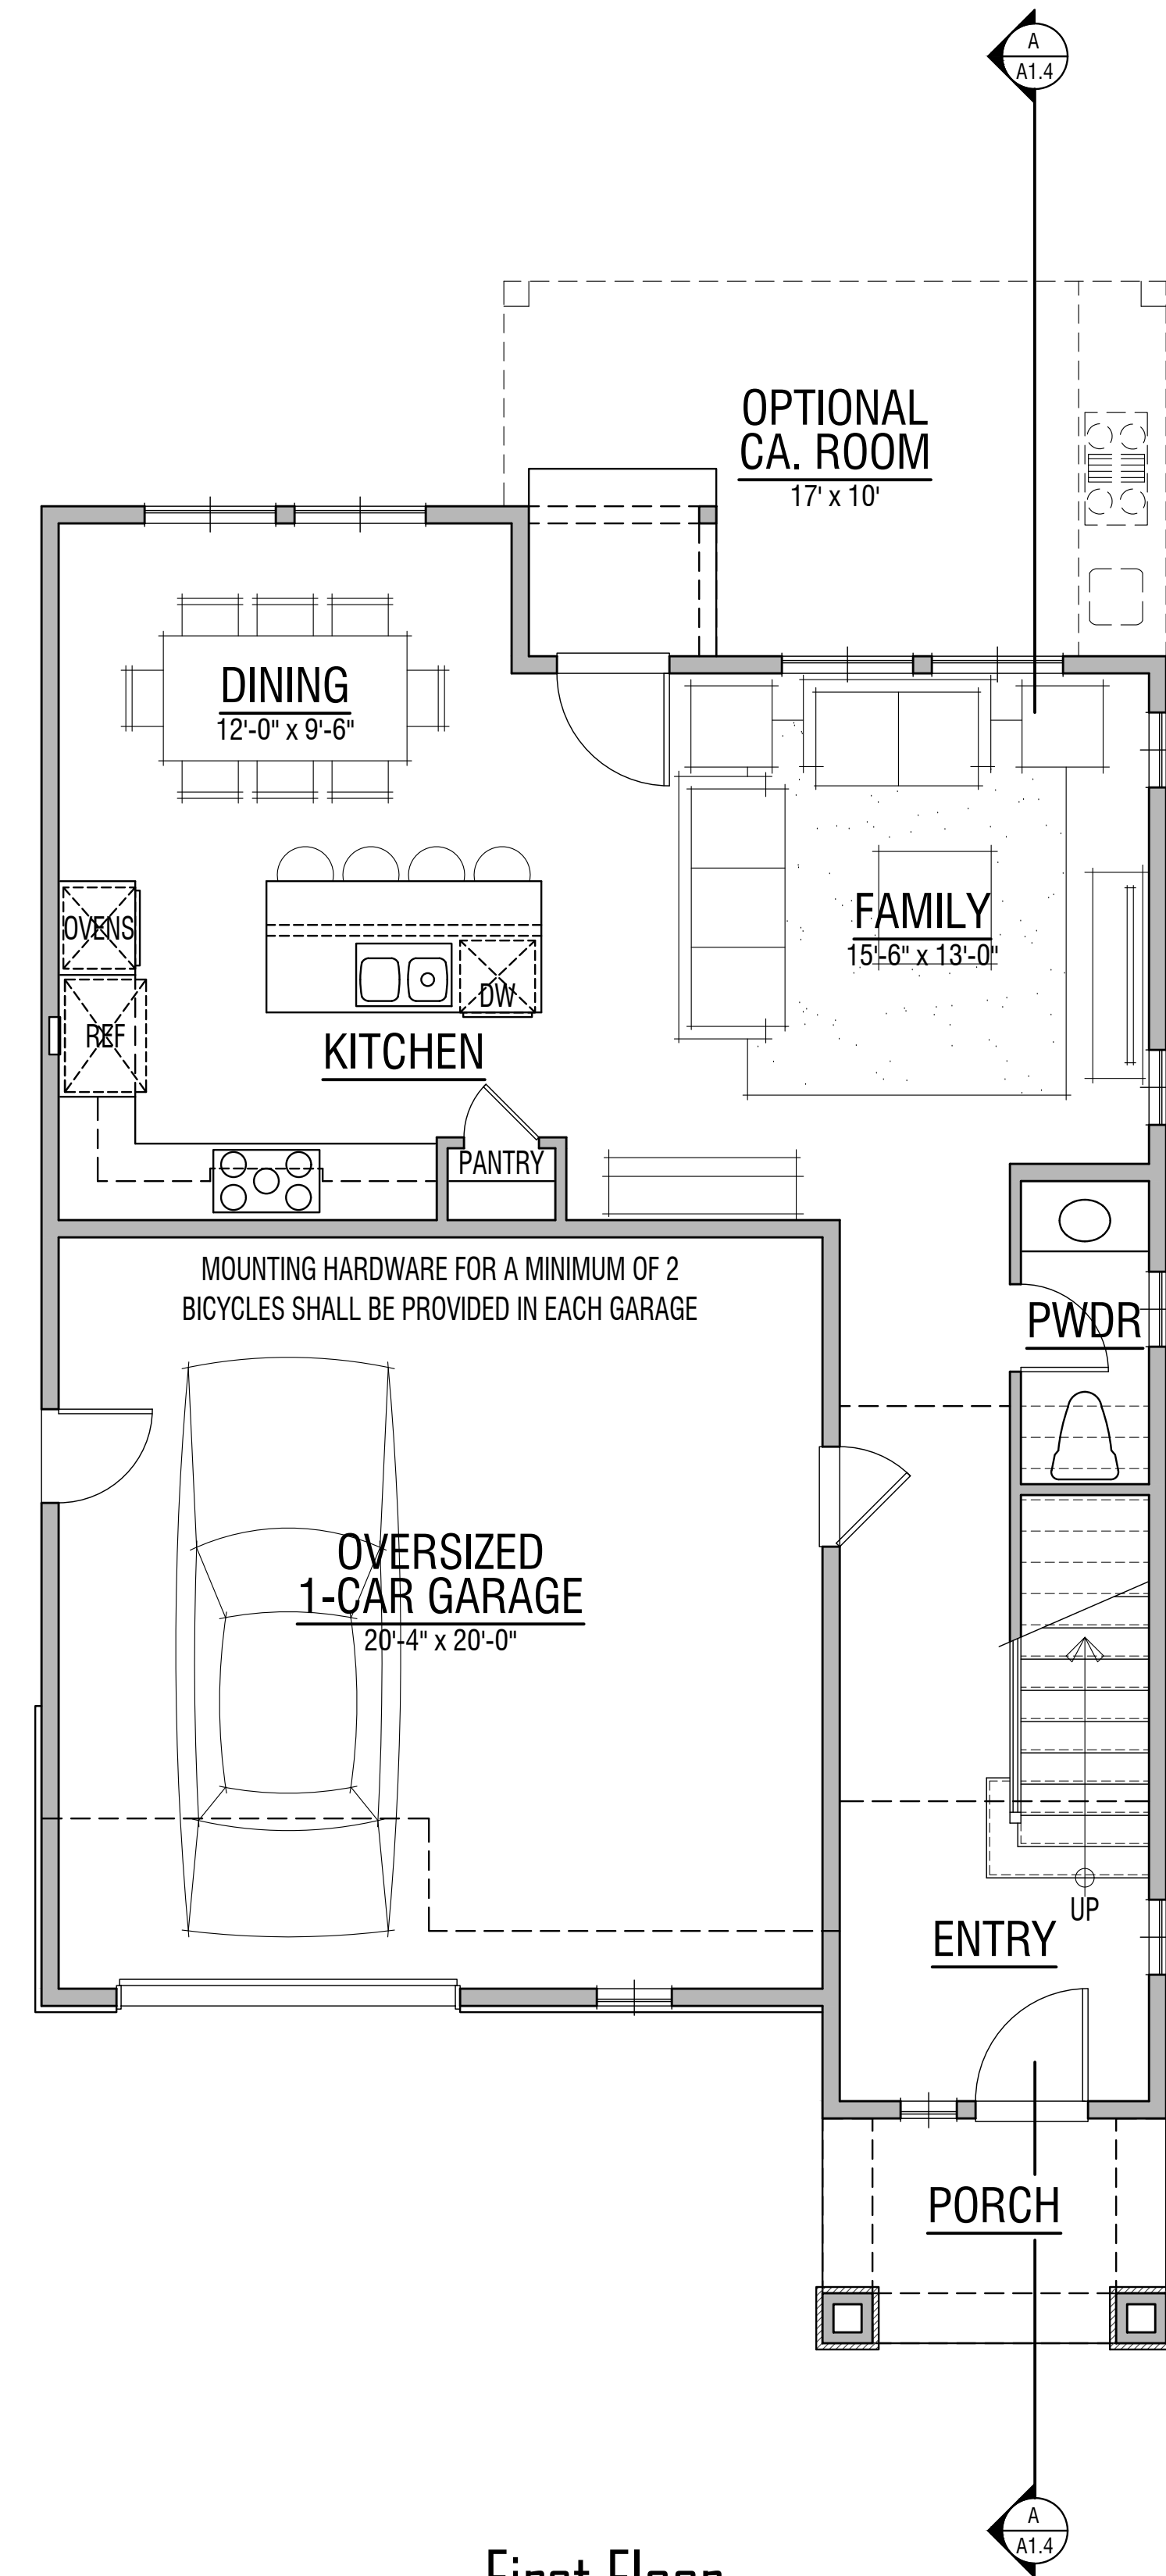 A
A1.4
OPTIONAL
CA. ROOM
17' x 10'
DINING
12'-0" x 9'-6"
OVENS
FAMILY
15'-6" x 13'-0"
DW
REF
KITCHEN
PANTRY
MOUNTING HARDWARE FOR A MINIMUM OF 2
BICYCLES SHALL BE PROVIDED IN EACH GARAGE
PWDR
OVERSIZED
1-CAR GARAGE
20'-4" x 20'-0"
UP
ENTRY
PORCH
A
A1.4
First Floor